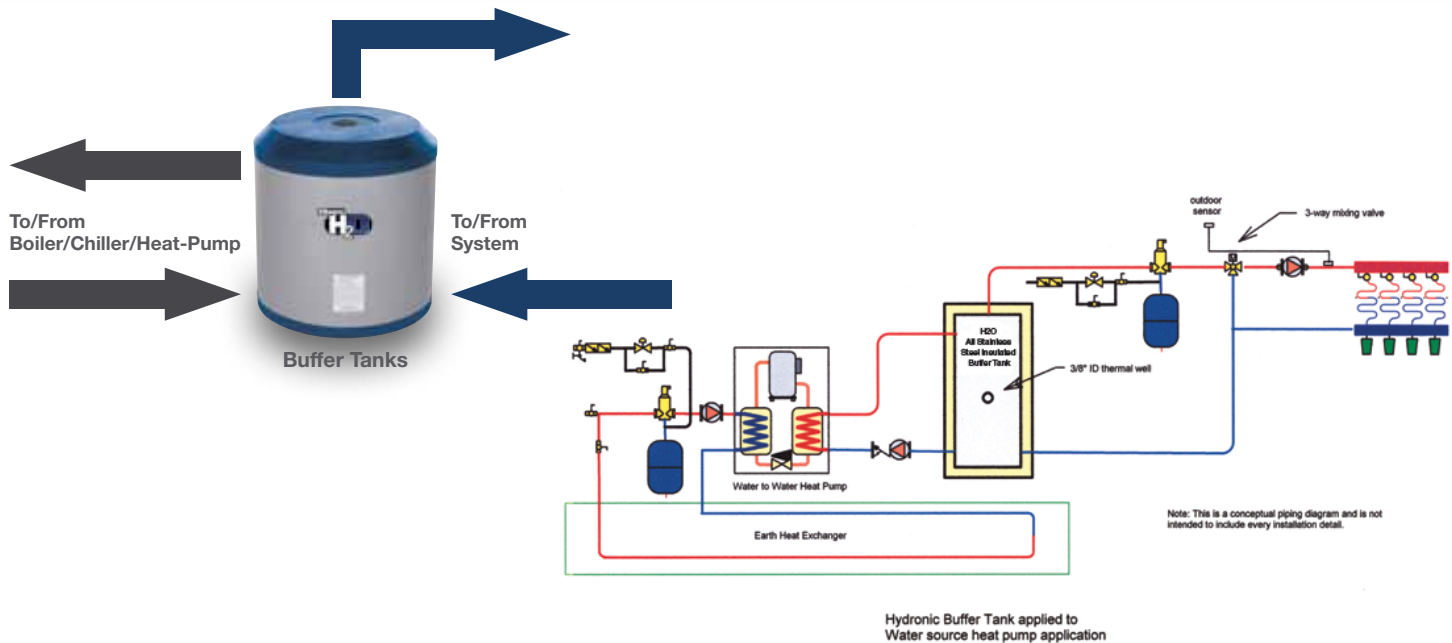 To/From
Boiler/Chiller/Heat-Pump
H2O
To/From
System
Buffer Tanks
outdoor
sensor
3-way mixing valve
H2O
All Stainless
Steel Insulated
Buffer Tank
3/8" ID thermal well
Water to Water Heat Pump
Earth Heat Exchanger
Note: This is a conceptual piping diagram and is not
intended to include every installation detail.
Hydronic Buffer Tank applied to
Water source heat pump application